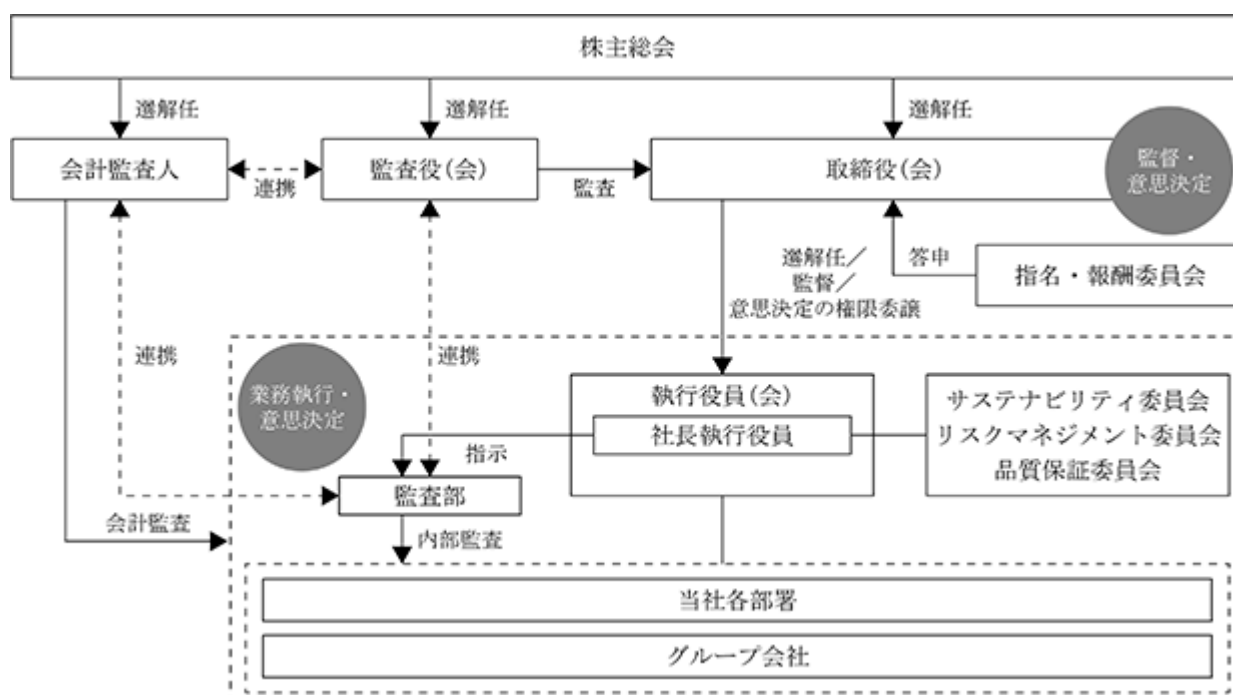 株主総会
選解任
選解任
選解任
会計監査人
連携
監査役(会)
監査
取締役(会)
監督・
意思決定
選解任／
監督／
意思決定の権限委譲
答申
指名・報酬委員会
連携
連携
業務執行・
意思決定
執行役員(会)
社長執行役員
サステナビリティ委員会
リスクマネジメント委員会
品質保証委員会
指示
監査部
会計監査
内部監査
当社各部署
グループ会社